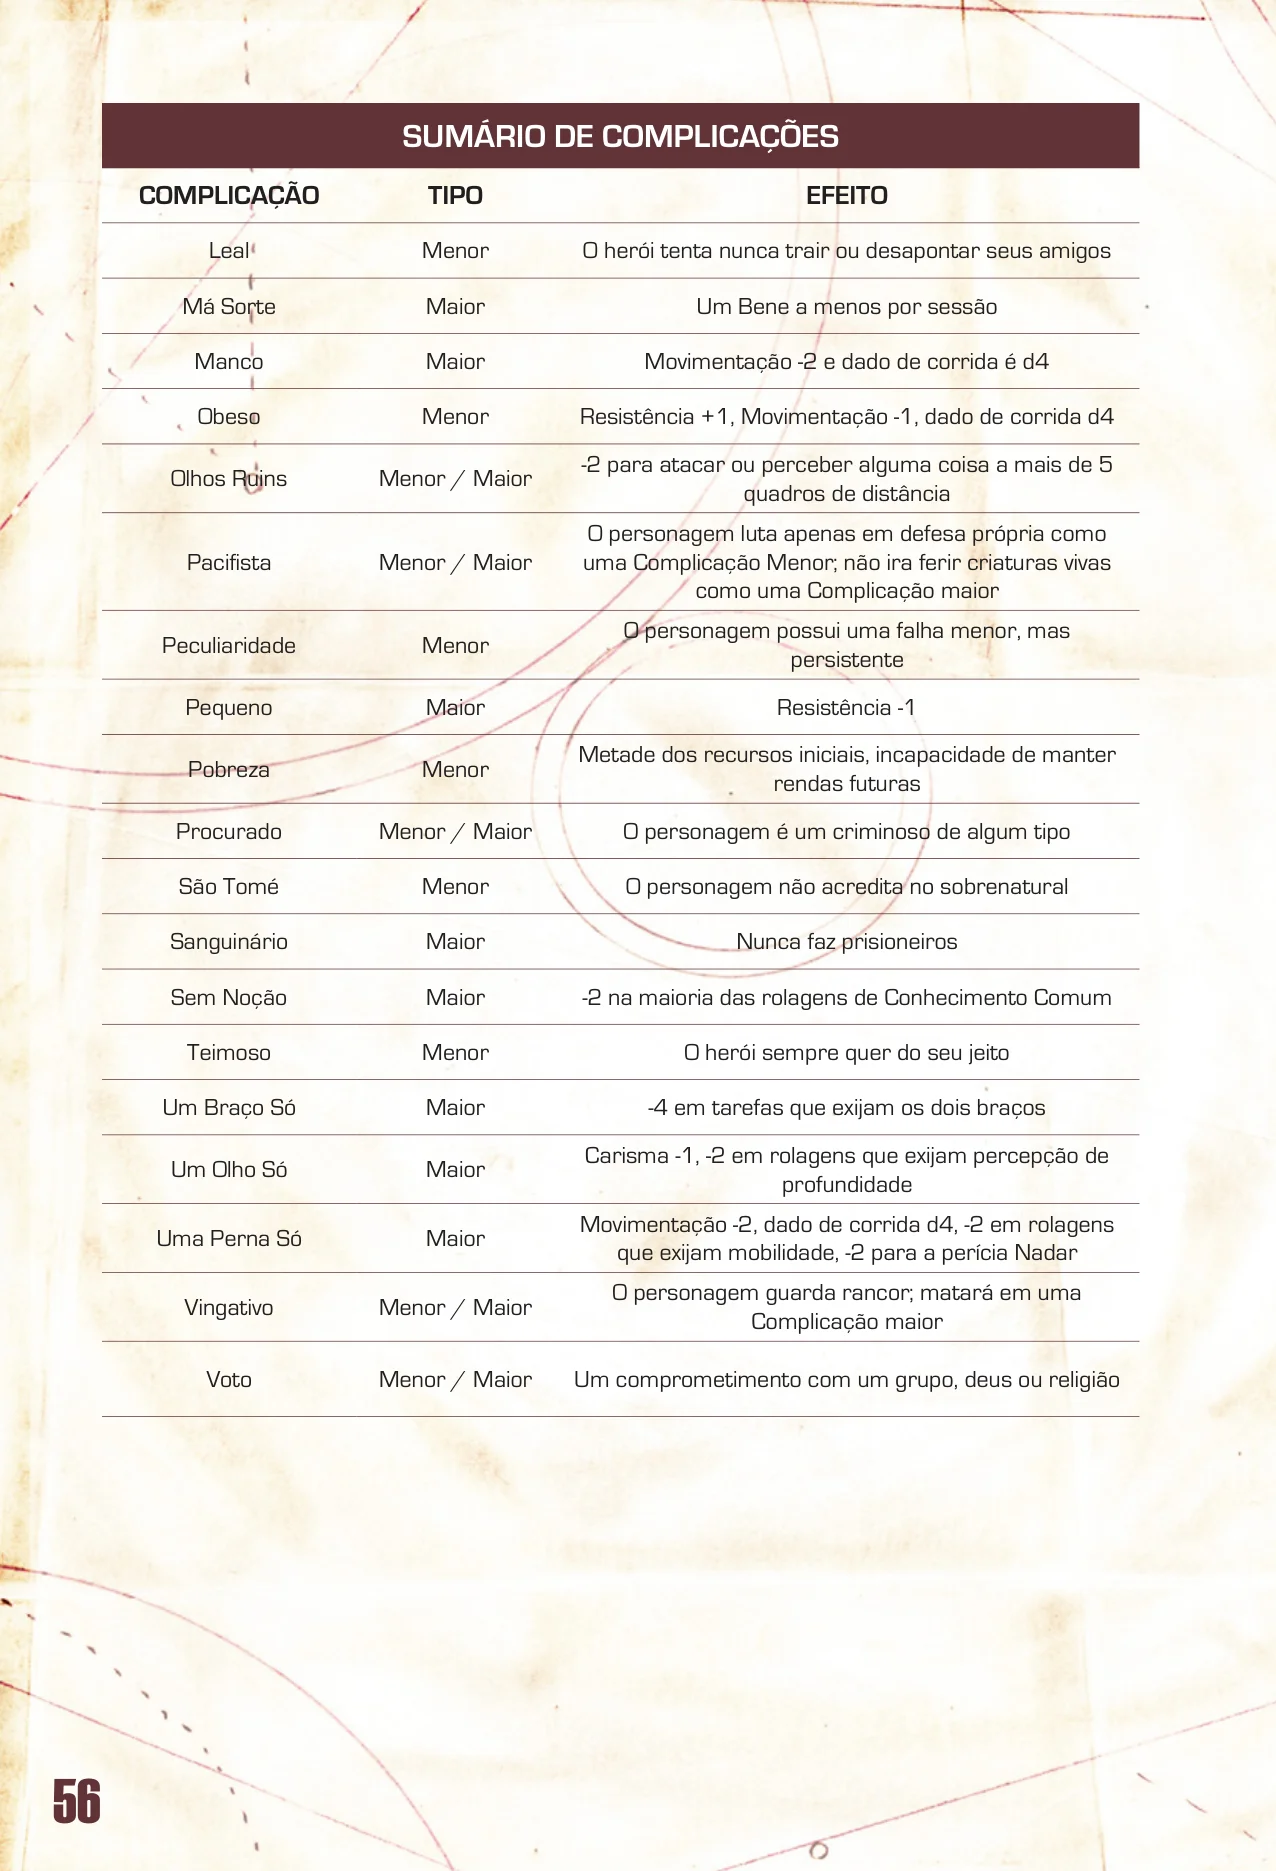 SUMÁRIO DE COMPLICAÇÕES
COMPLICAÇÃO TIPO EFEITO
Leal Menor O herói tenta nunca trair ou desapontar seus amigos
Má Sorte Maior Um Bene a menos por sessão
Manco Maior Movimentação -2 e dado de corrida é d4
Obeso Menor Resistência +1, Movimentação -1, dado de corrida d4
Olhos Ruins Menor / Maior -2 para atacar ou perceber alguma coisa a mais de 5
quadros de distância
Pacifista Menor / Maior O personagem luta apenas em defesa própria como
uma Complicação Menor; não ira ferir criaturas vivas
como uma Complicação maior
Peculiaridade Menor O personagem possui uma falha menor, mas
persistente
Pequeno Maior Resistência -1
Pobreza Menor Metade dos recursos iniciais, incapacidade de manter
rendas futuras
Procurado Menor / Maior O personagem é um criminoso de algum tipo
São Tomé Menor O personagem não acredita no sobrenatural
Sanguinário Maior Nunca faz prisioneiros
Sem Noção Maior -2 na maioria das rolagens de Conhecimento Comum
Teimoso Menor O herói sempre quer do seu jeito
Um Braço Só Maior -4 em tarefas que exijam os dois braços
Um Olho Só Maior Carisma -1, -2 em rolagens que exijam percepção de
profundidade
Uma Perna Só Maior Movimentação -2, dado de corrida d4, -2 em rolagens
que exijam mobilidade, -2 para a perícia Nadar
Vingativo Menor / Maior O personagem guarda rancor; matará em uma
Complicação maior
Voto Menor / Maior Um comprometimento com um grupo, deus ou religião
56